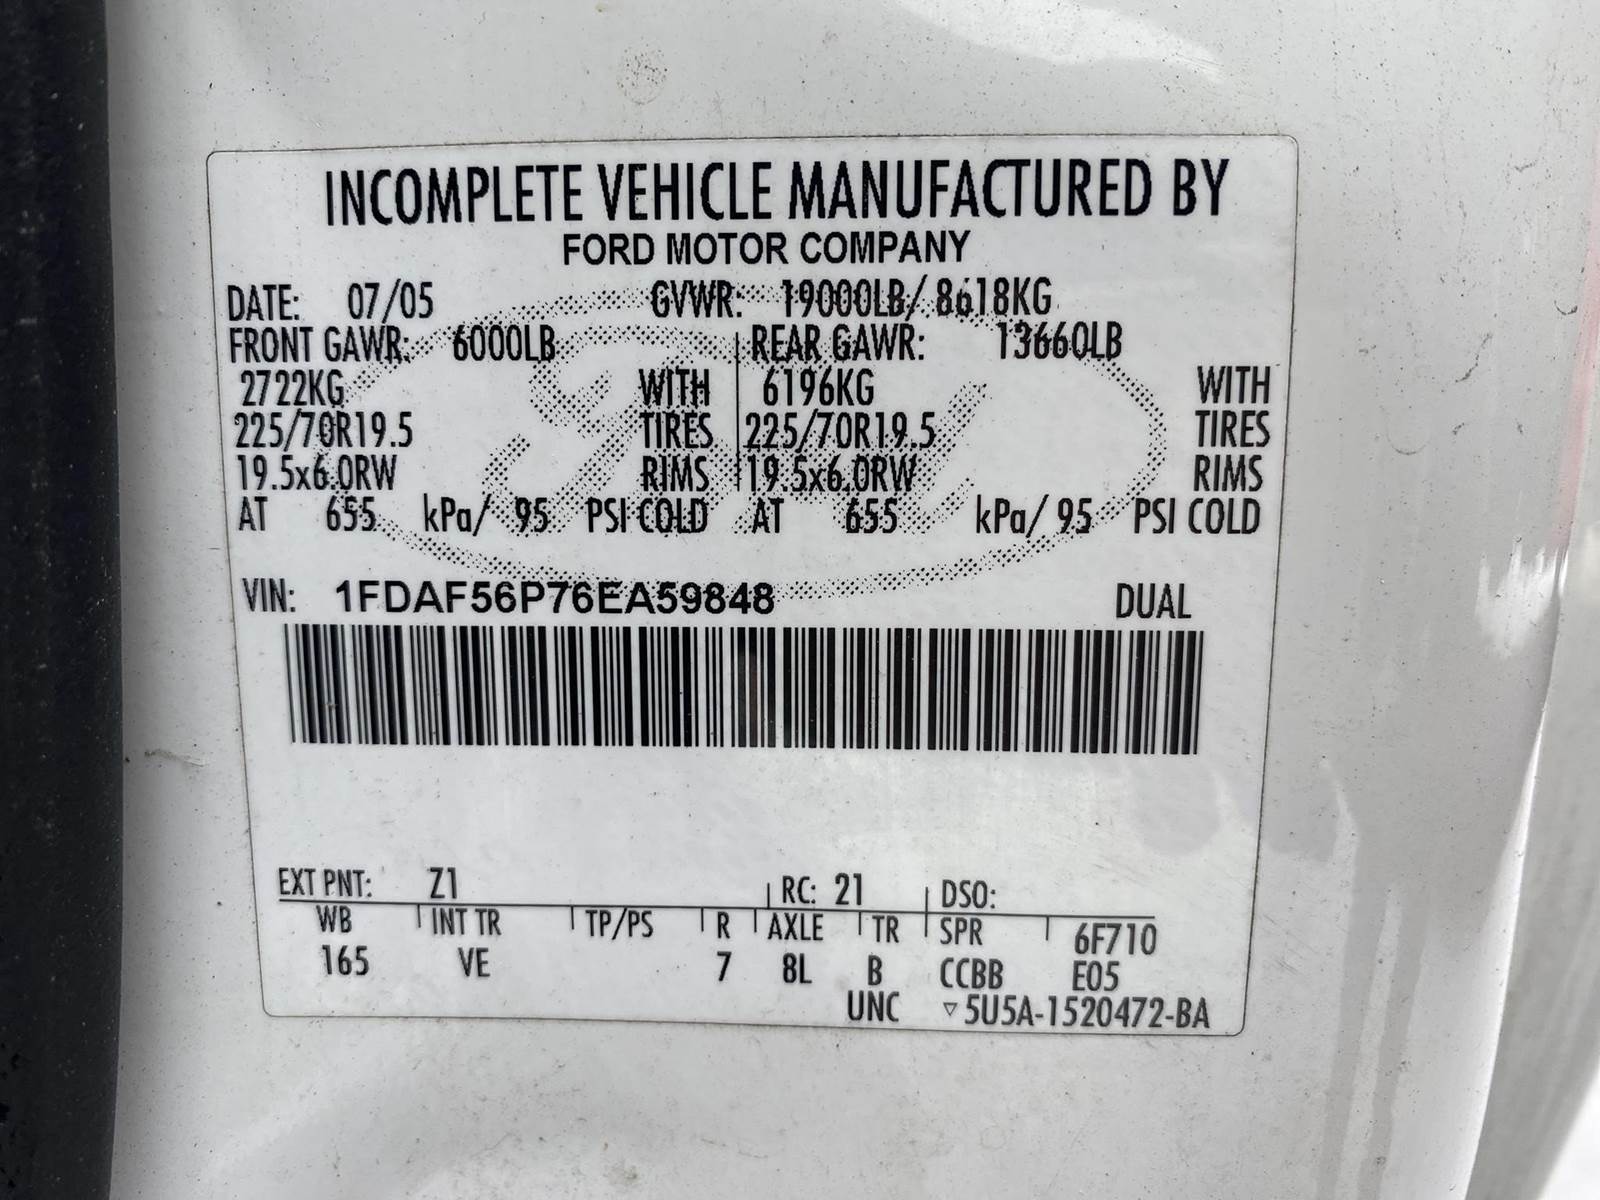 INCOMPLETE VEHICLE MANUFACTURED BY
FORD MOTOR COMPANY
DATE: 07/05 GVWR: 19000LB/ 8618KG
FRONT GAWR: 6000LB REAR GAWR: 13660LB
2722KG WITH 6196KG WITH
225/70R19.5 TIRES 225/70R19.5 TIRES
19.5x6.0RW RIMS 19.5x6.0RW RIMS
AT 655 kPa/ 95 PSI COLD AT 655 kPa/ 95 PSI COLD
VIN: 1FDAF56P76EA59848 DUAL
EXT PNT: Z1 RC: 21 DSO:
WB INT TR TP/PS R AXLE TR SPR 6F710
165 VE 7 8L B CCBB E05
UNC ▽5U5A-1520472-BA